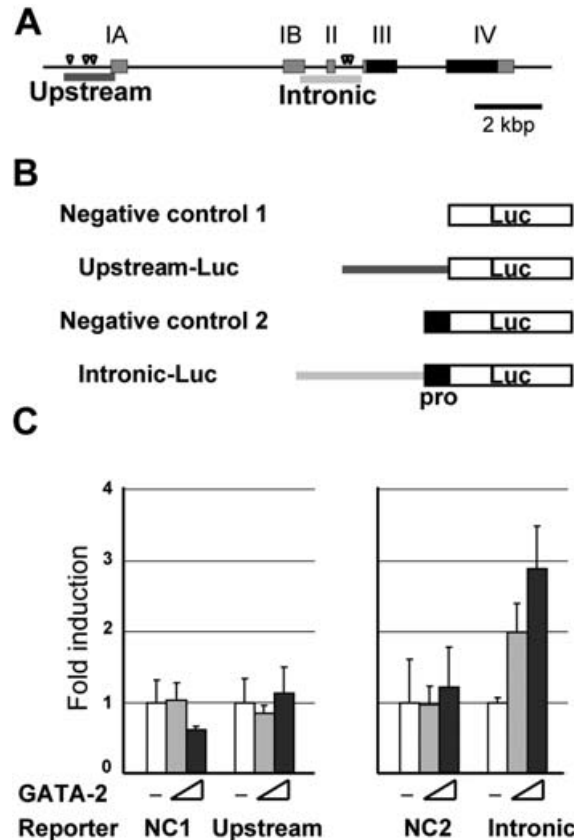 A
IA IB II III IV
Upstream Intronic
2 kbp
B
Negative control 1 Luc
Upstream-Luc Luc
Negative control 2 Luc
Intronic-Luc Luc
pro
C
4
3
2
1
0
Fold induction
GATA-2 – –  – –
Reporter NC1 Upstream NC2 Intronic